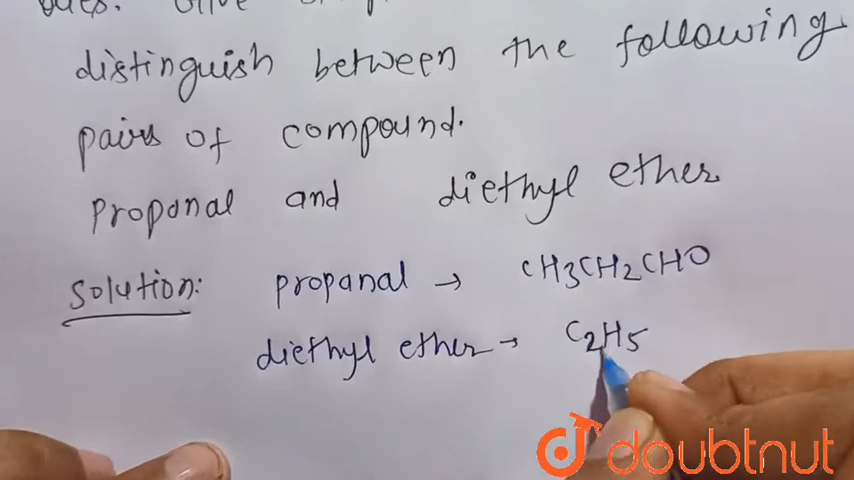 distinguish between the following
pairs of compound.
propanal and diethyl ether
Solution: propanal → CH3CH2CHO
diethyl ether → C2H5
doubtnut